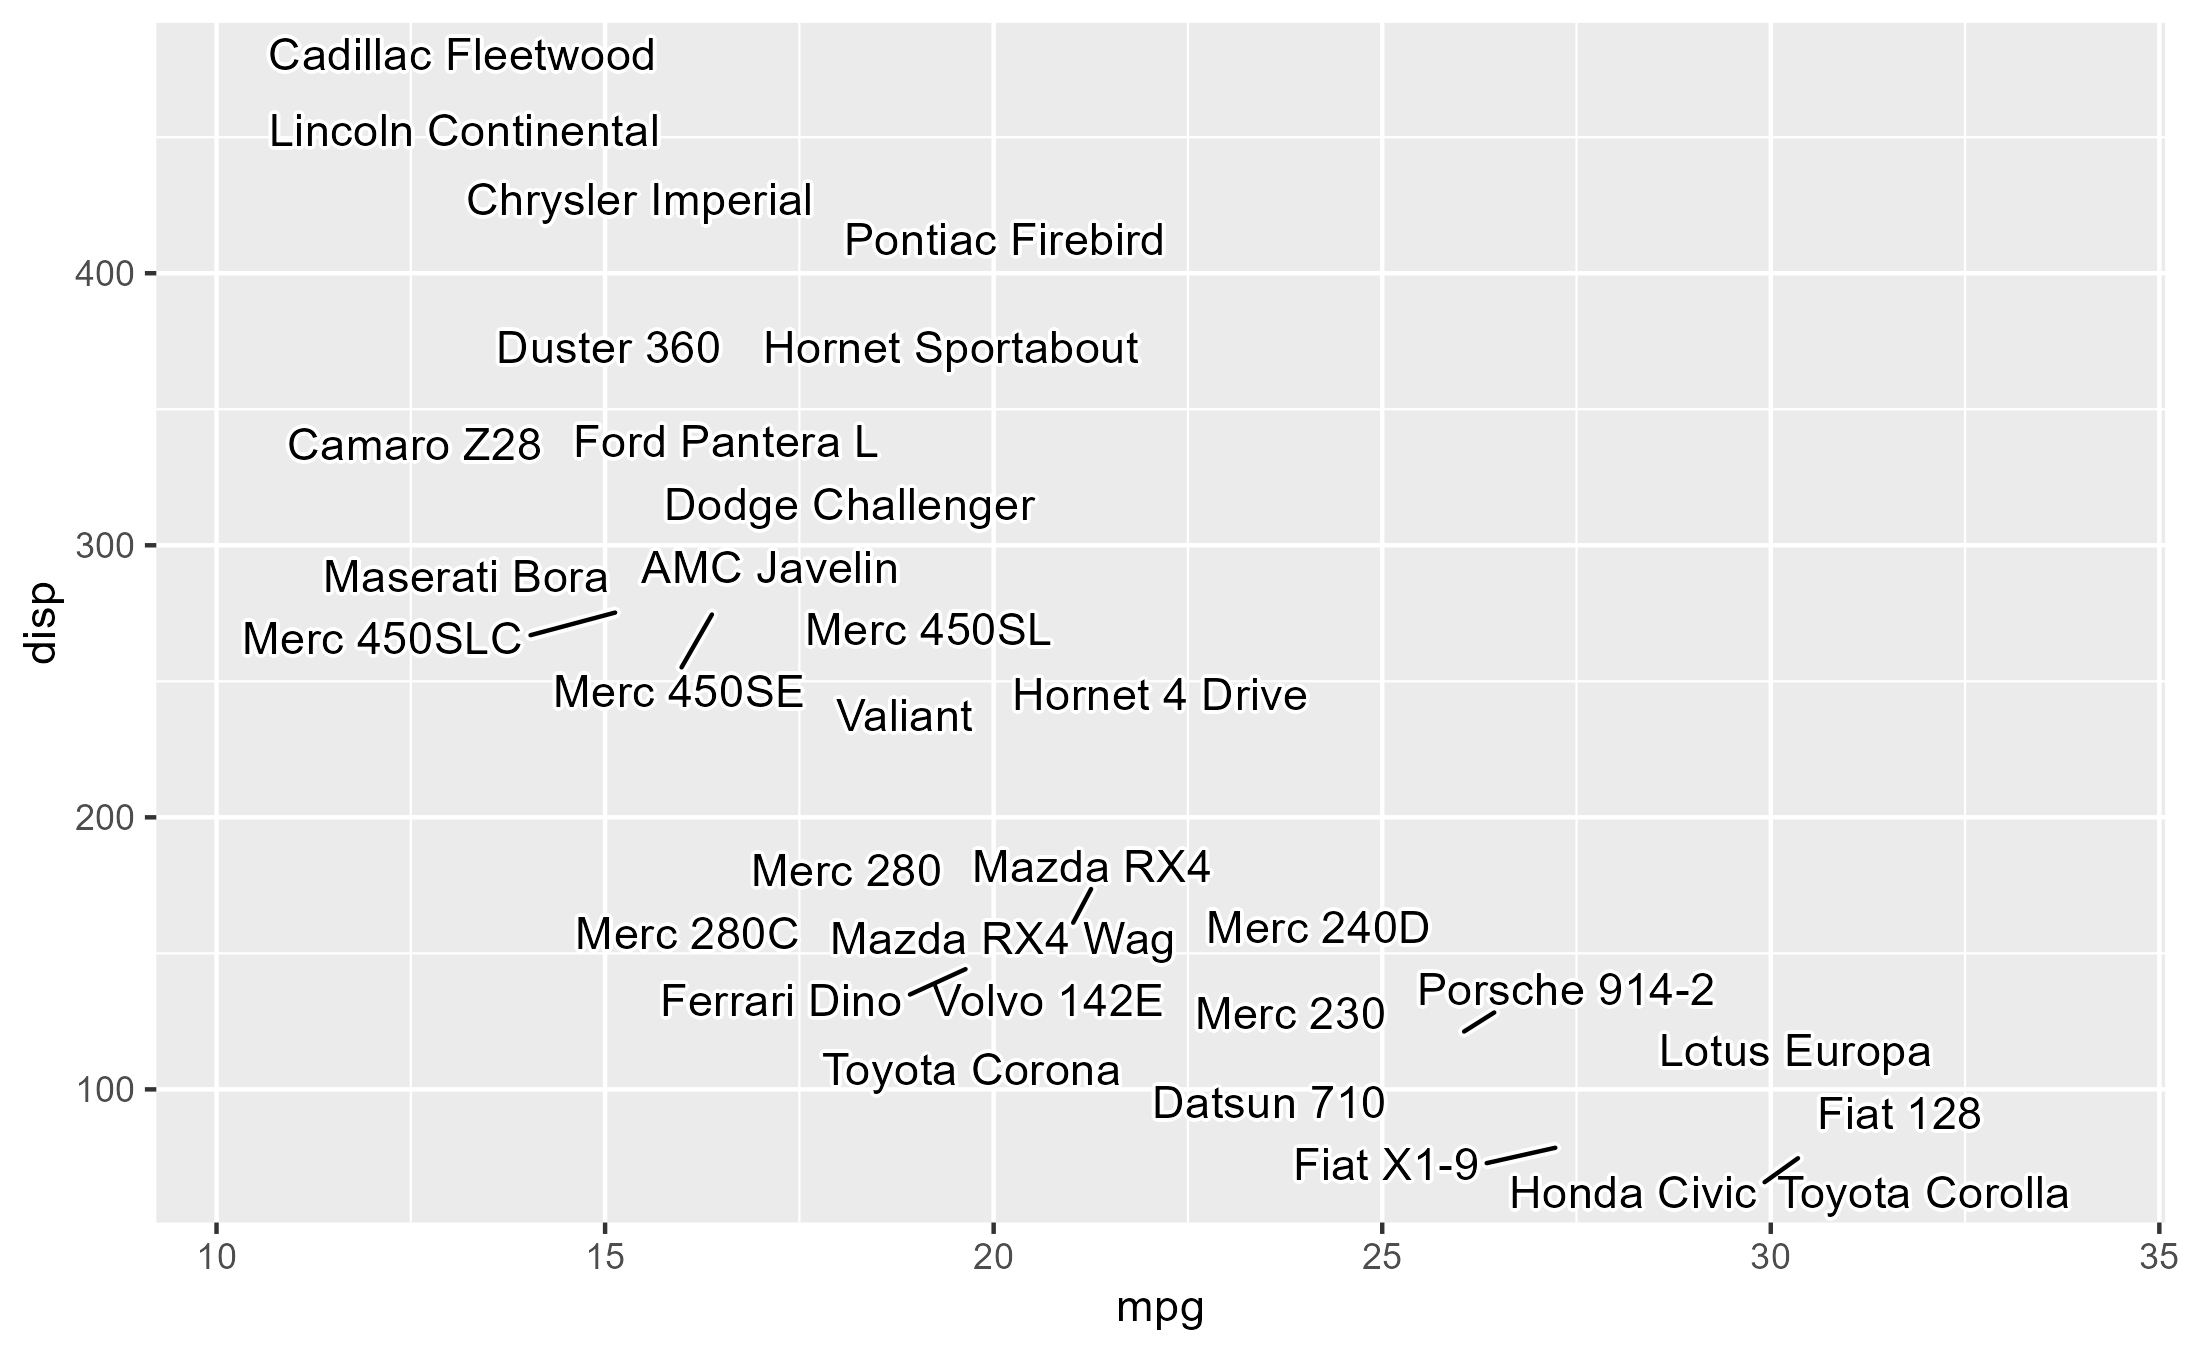 Cadillac Fleetwood
Lincoln Continental
Chrysler Imperial
Pontiac Firebird
400
Duster 360 Hornet Sportabout
Camaro Z28 Ford Pantera L
Dodge Challenger
300
Maserati Bora AMC Javelin
Merc 450SLC Merc 450SL
Merc 450SE Hornet 4 Drive
Valiant
disp
200
Merc 280 Mazda RX4
Merc 280C Mazda RX4 Wag Merc 240D
Ferrari Dino Volvo 142E Merc 230 Porsche 914-2
Lotus Europa
Toyota Corona
100
Datsun 710 Fiat 128
Fiat X1-9
Honda Civic Toyota Corolla
10 15 20 25 30 35
mpg